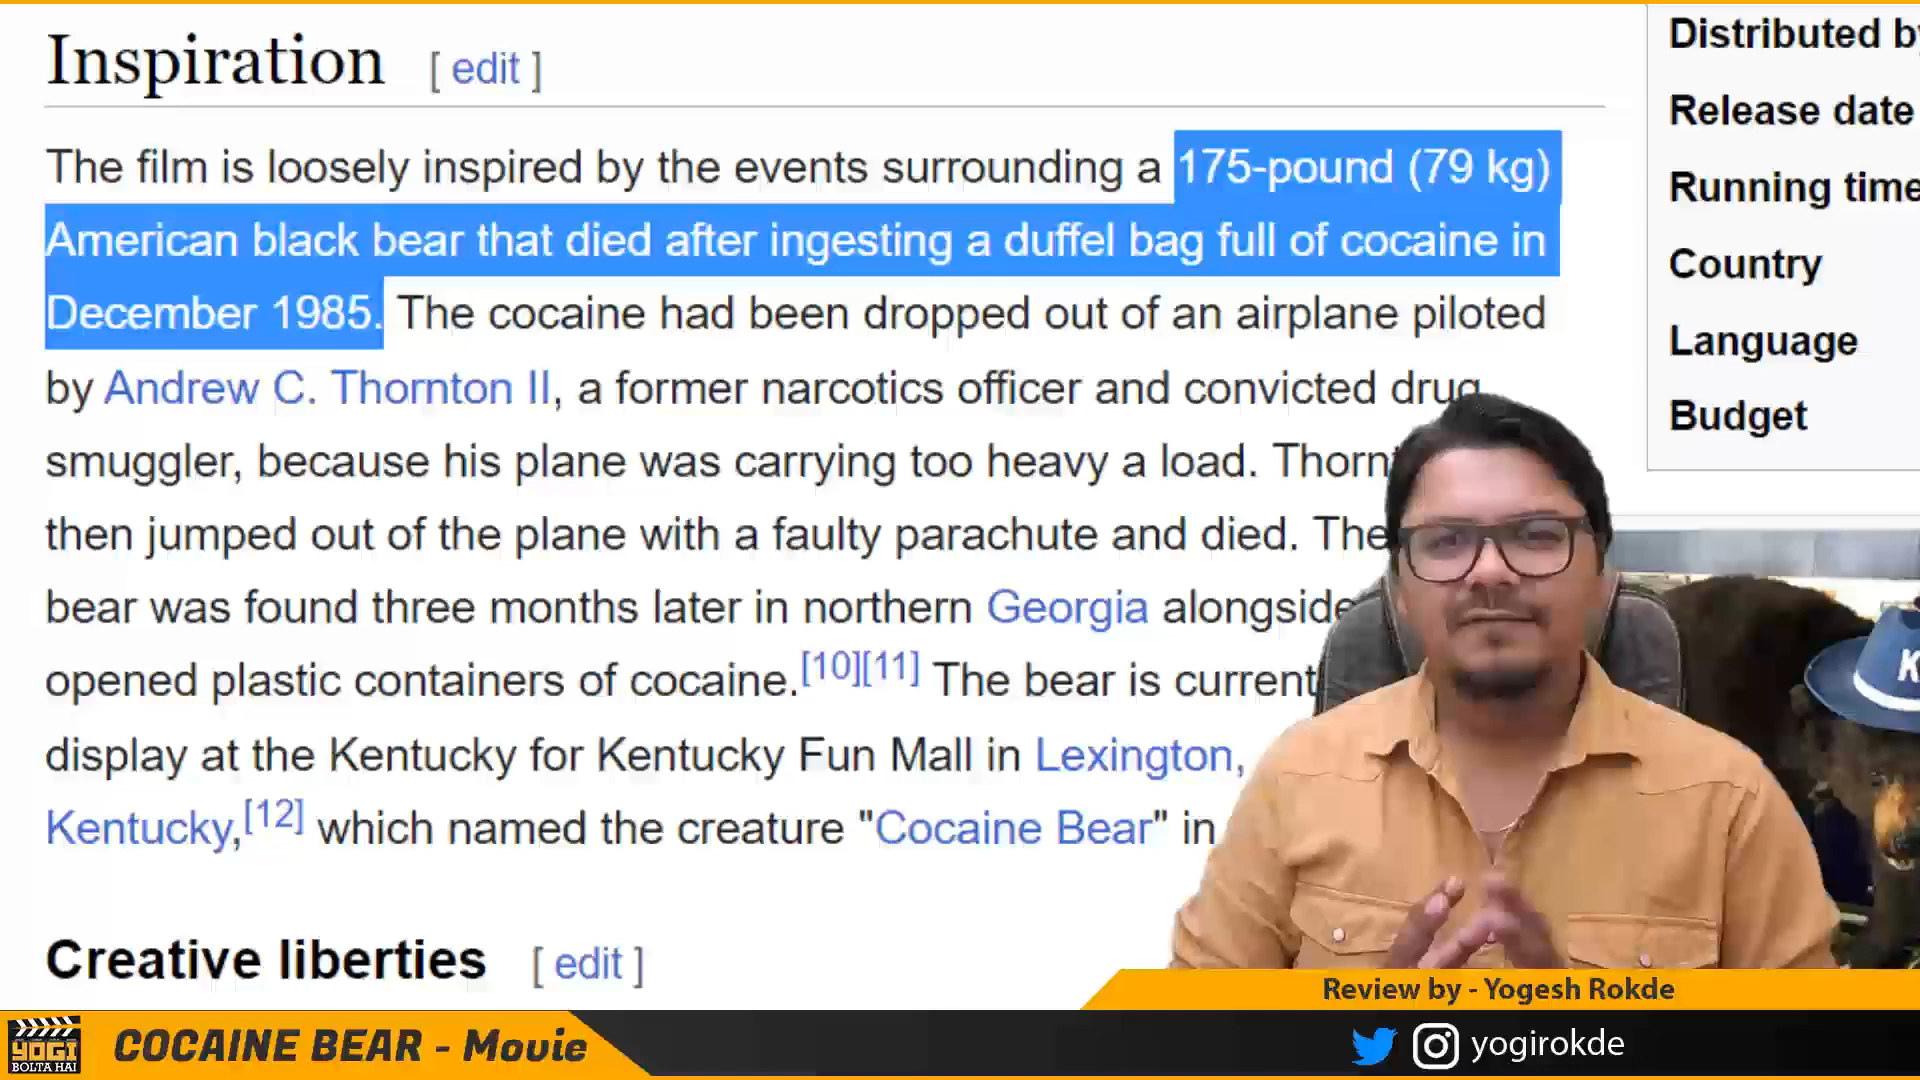 Inspiration [ edit ]
The film is loosely inspired by the events surrounding a 175-pound (79 kg)
American black bear that died after ingesting a duffel bag full of cocaine in
December 1985. The cocaine had been dropped out of an airplane piloted
by Andrew C. Thornton II, a former narcotics officer and convicted drug
smuggler, because his plane was carrying too heavy a load. Thorn
then jumped out of the plane with a faulty parachute and died. The
bear was found three months later in northern Georgia alongside
opened plastic containers of cocaine.[10][11] The bear is current
display at the Kentucky for Kentucky Fun Mall in Lexington,
Kentucky,[12] which named the creature "Cocaine Bear" in
Creative liberties [ edit ]
Distributed by
Release date
Running time
Country
Language
Budget
K
Review by - Yogesh Rokde
YOGI
BOLTA HAI
COCAINE BEAR - Movie
yogirokde